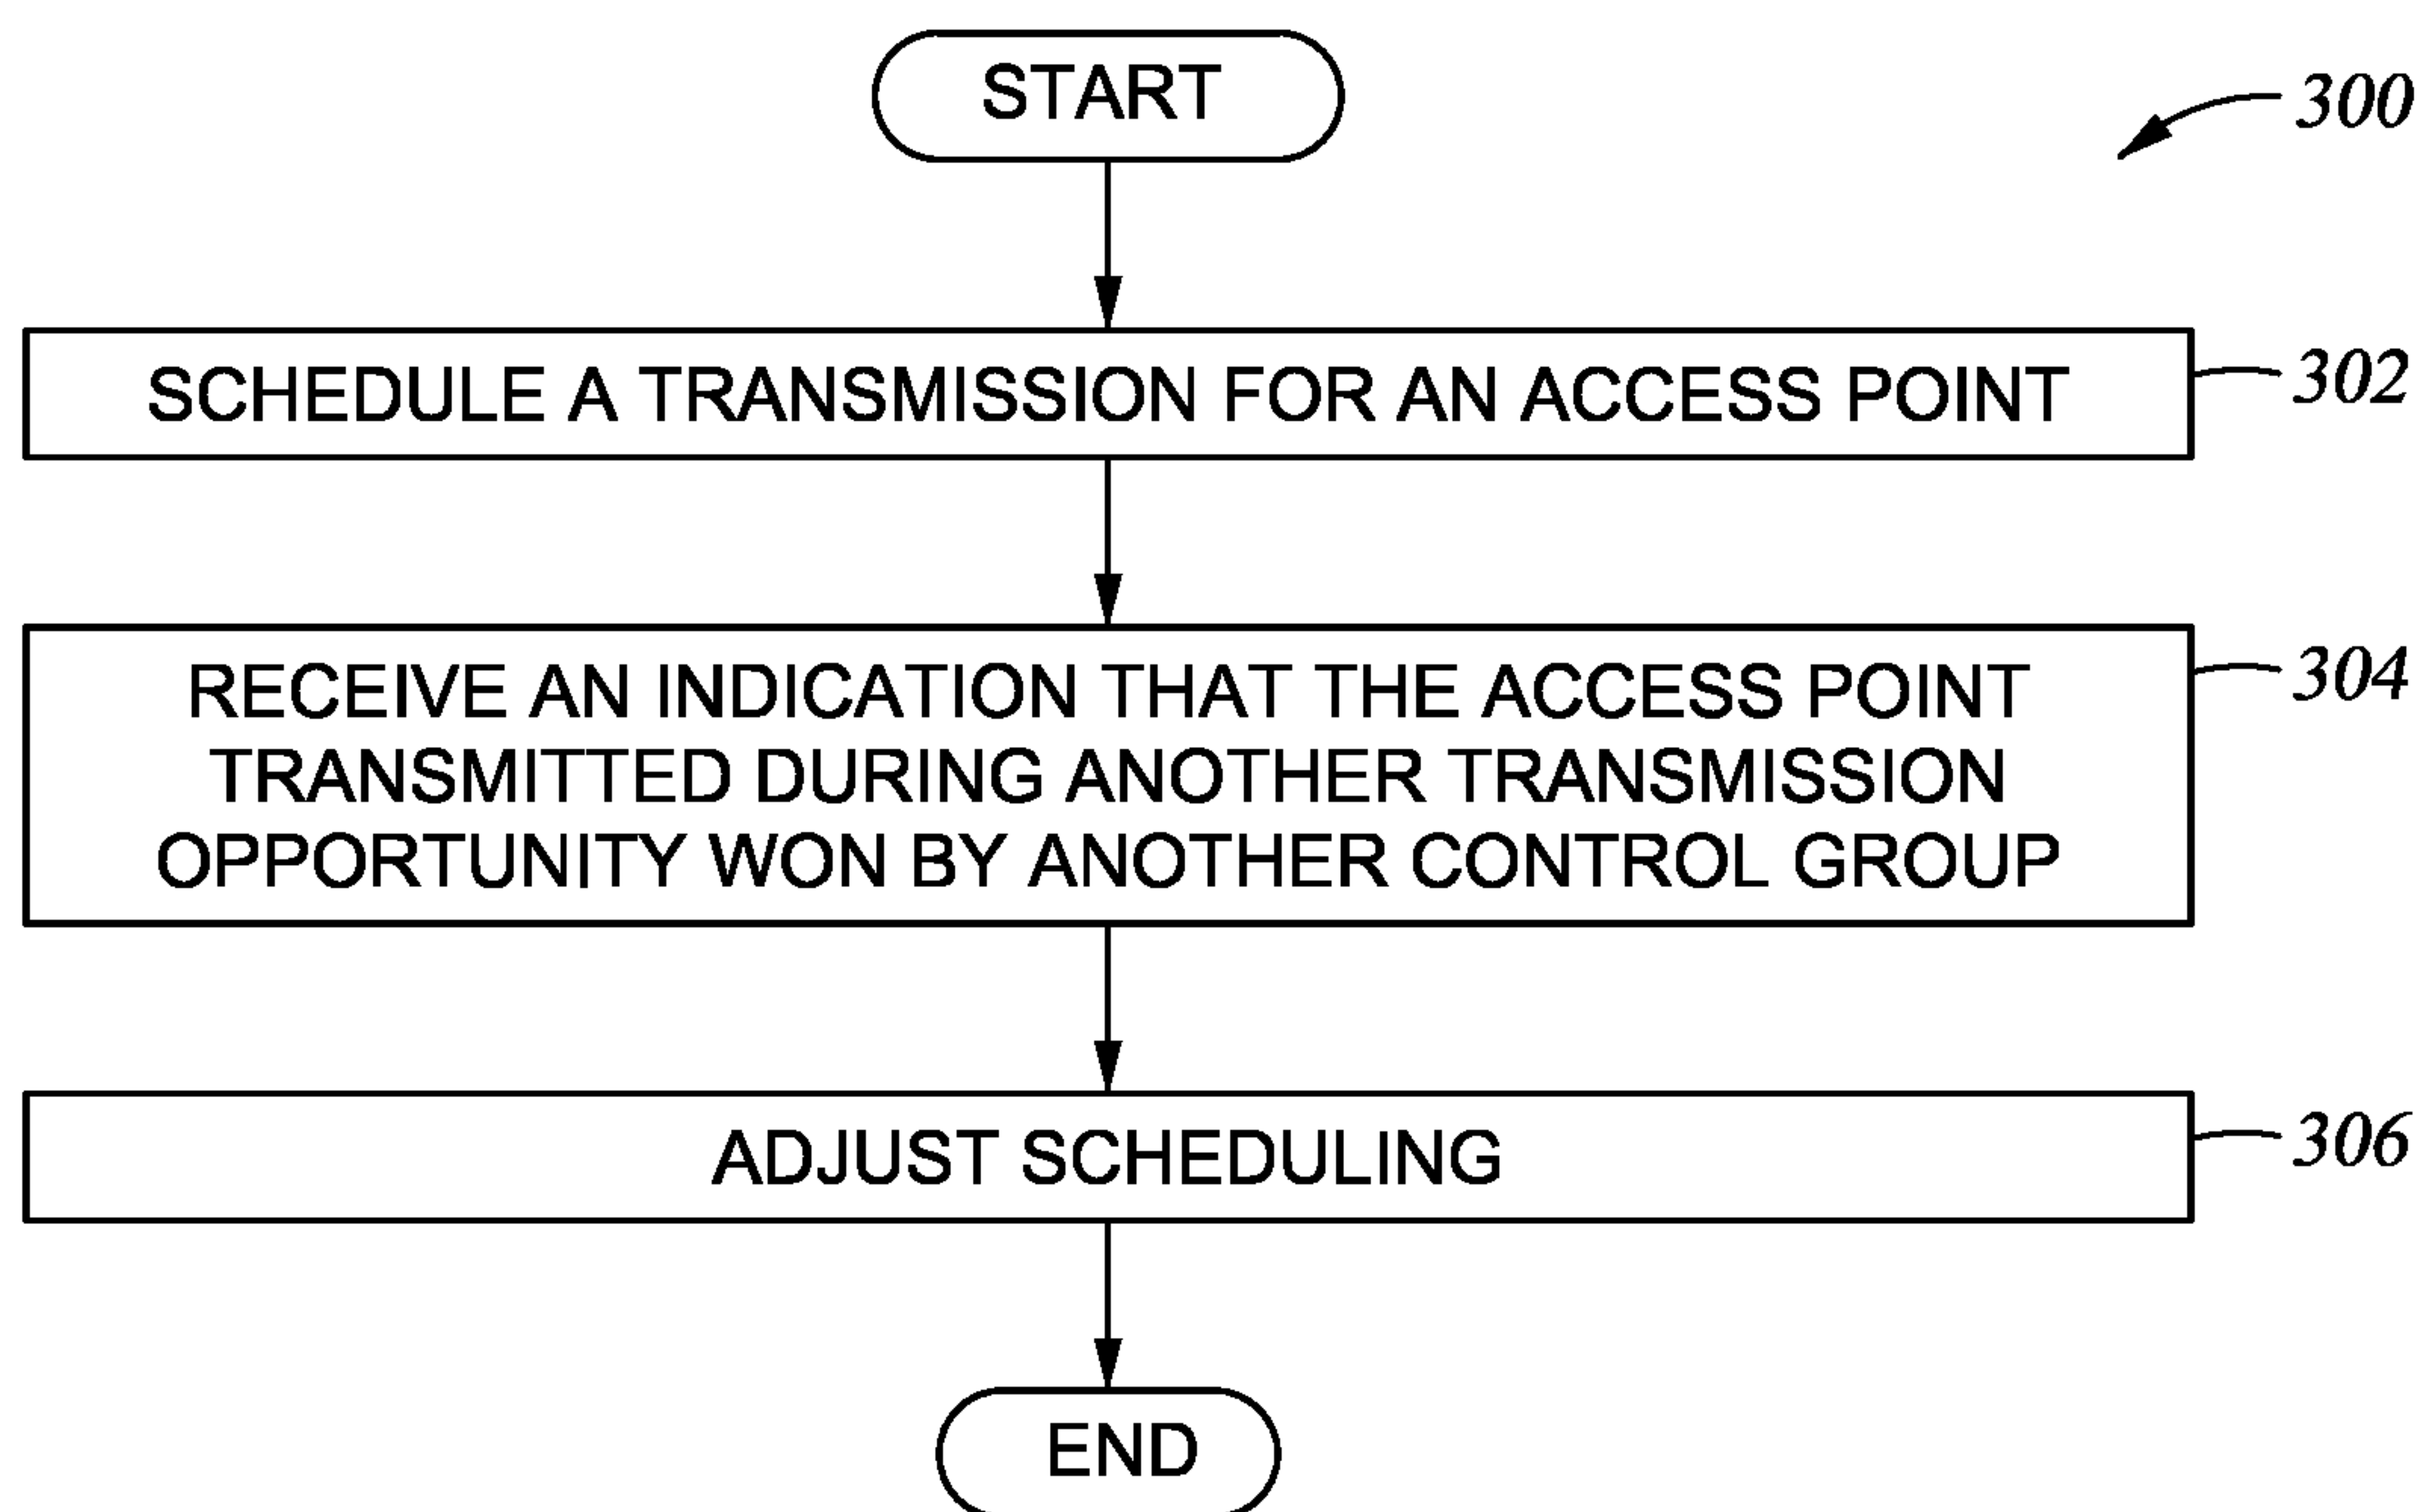 START
300
SCHEDULE A TRANSMISSION FOR AN ACCESS POINT
302
RECEIVE AN INDICATION THAT THE ACCESS POINT
TRANSMITTED DURING ANOTHER TRANSMISSION
OPPORTUNITY WON BY ANOTHER CONTROL GROUP
304
ADJUST SCHEDULING
306
END